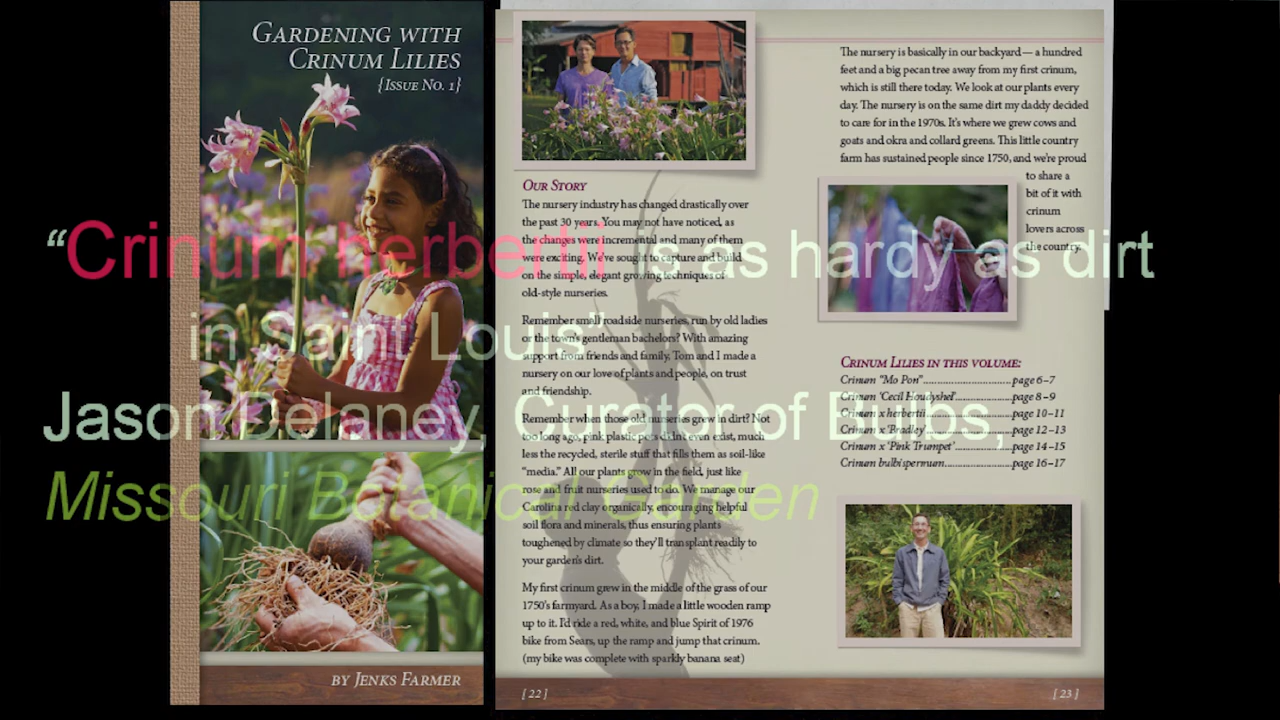 GARDENING WITH
CRINUM LILIES
{ISSUE NO. 1}
BY JENKS FARMER
“Crinum herbertii is as hardy as dirt
in Saint Louis”
Jason Delaney, Curator of Bulbs,
Missouri Botanical Garden
OUR STORY
The nursery industry has changed drastically over
the past 30 years. You may not have noticed, as
the changes were incremental and many of them
were exciting. We've sought to capture and build
on the simple, elegant growing techniques of
old-style nurseries.
Remember small roadside nurseries, run by old ladies
or the town's gentleman bachelors? With amazing
support from friends and family, Tom and I made a
nursery on our love of plants and people, on trust
and friendship.
Remember when those old nurseries grew in dirt? Not
too long ago, pink plastic pots didn't even exist, much
less the recycled, sterile stuff that fills them as soil-like
“media.” All our plants grow in the field, just like
rose and fruit nurseries used to do. We manage our
Carolina red clay organically, encouraging helpful
soil flora and minerals, thus ensuring plants
toughened by climate so they'll transplant readily to
your garden's dirt.
My first crinum grew in the middle of the grass of our
1750's farmyard. As a boy, I made a little wooden ramp
up to it. I'd ride a red, white, and blue Spirit of 1976
bike from Sears, up the ramp and jump that crinum.
(my bike was complete with sparkly banana seat)
[ 22 ]
The nursery is basically in our backyard — a hundred
feet and a big pecan tree away from my first crinum,
which is still there today. We look at our plants every
day. The nursery is on the same dirt my daddy decided
to care for in the 1970s. It's where we grew cows and
goats and okra and collard greens. This little country
farm has sustained people since 1750, and we're proud
to share a
bit of it with
crinum
lovers across
the country.
CRINUM LILIES IN THIS VOLUME:
Crinum “Mo Pon”................................page 6–7
Crinum ‘Cecil Houdyshel’....................page 8–9
Crinum x herbertii............................page 10–11
Crinum x ‘Bradley’...........................page 12–13
Crinum x ‘Pink Trumpet’..................page 14–15
Crinum bulbispermum......................page 16–17
[ 23 ]